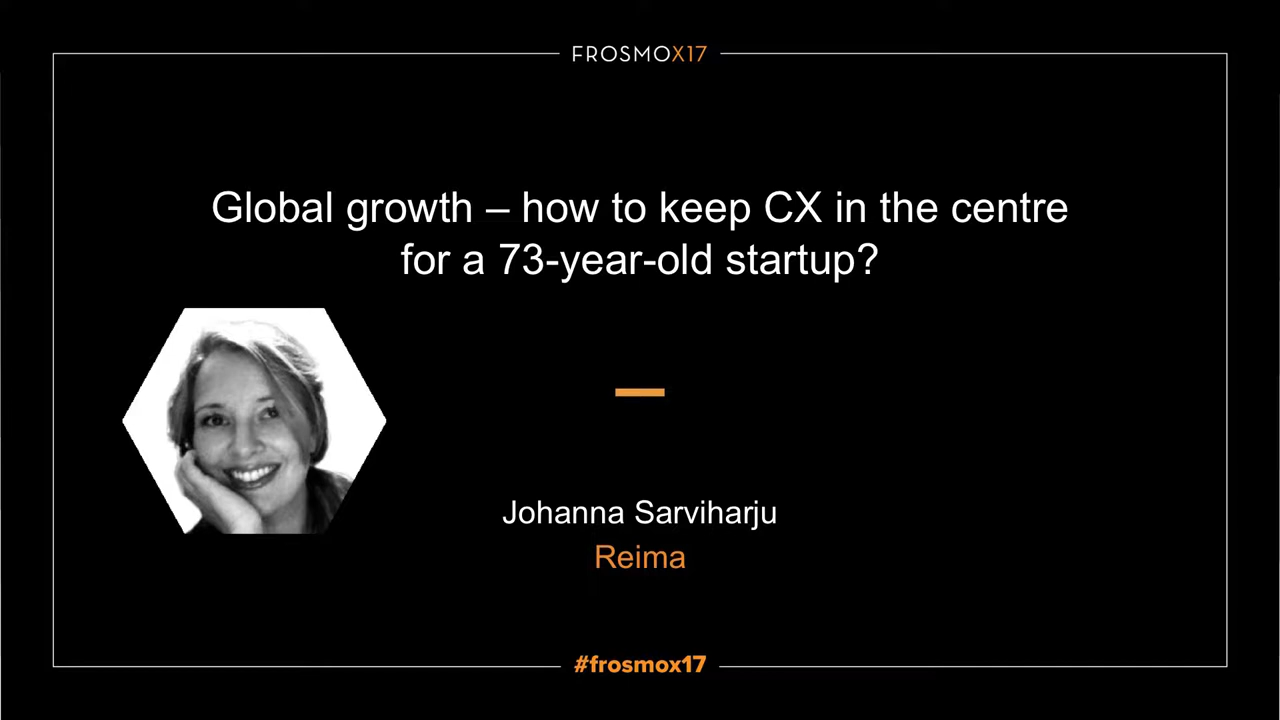 FROSMOX17
Global growth – how to keep CX in the centre
for a 73-year-old startup?
Johanna Sarviharju
Reima
#frosmox17